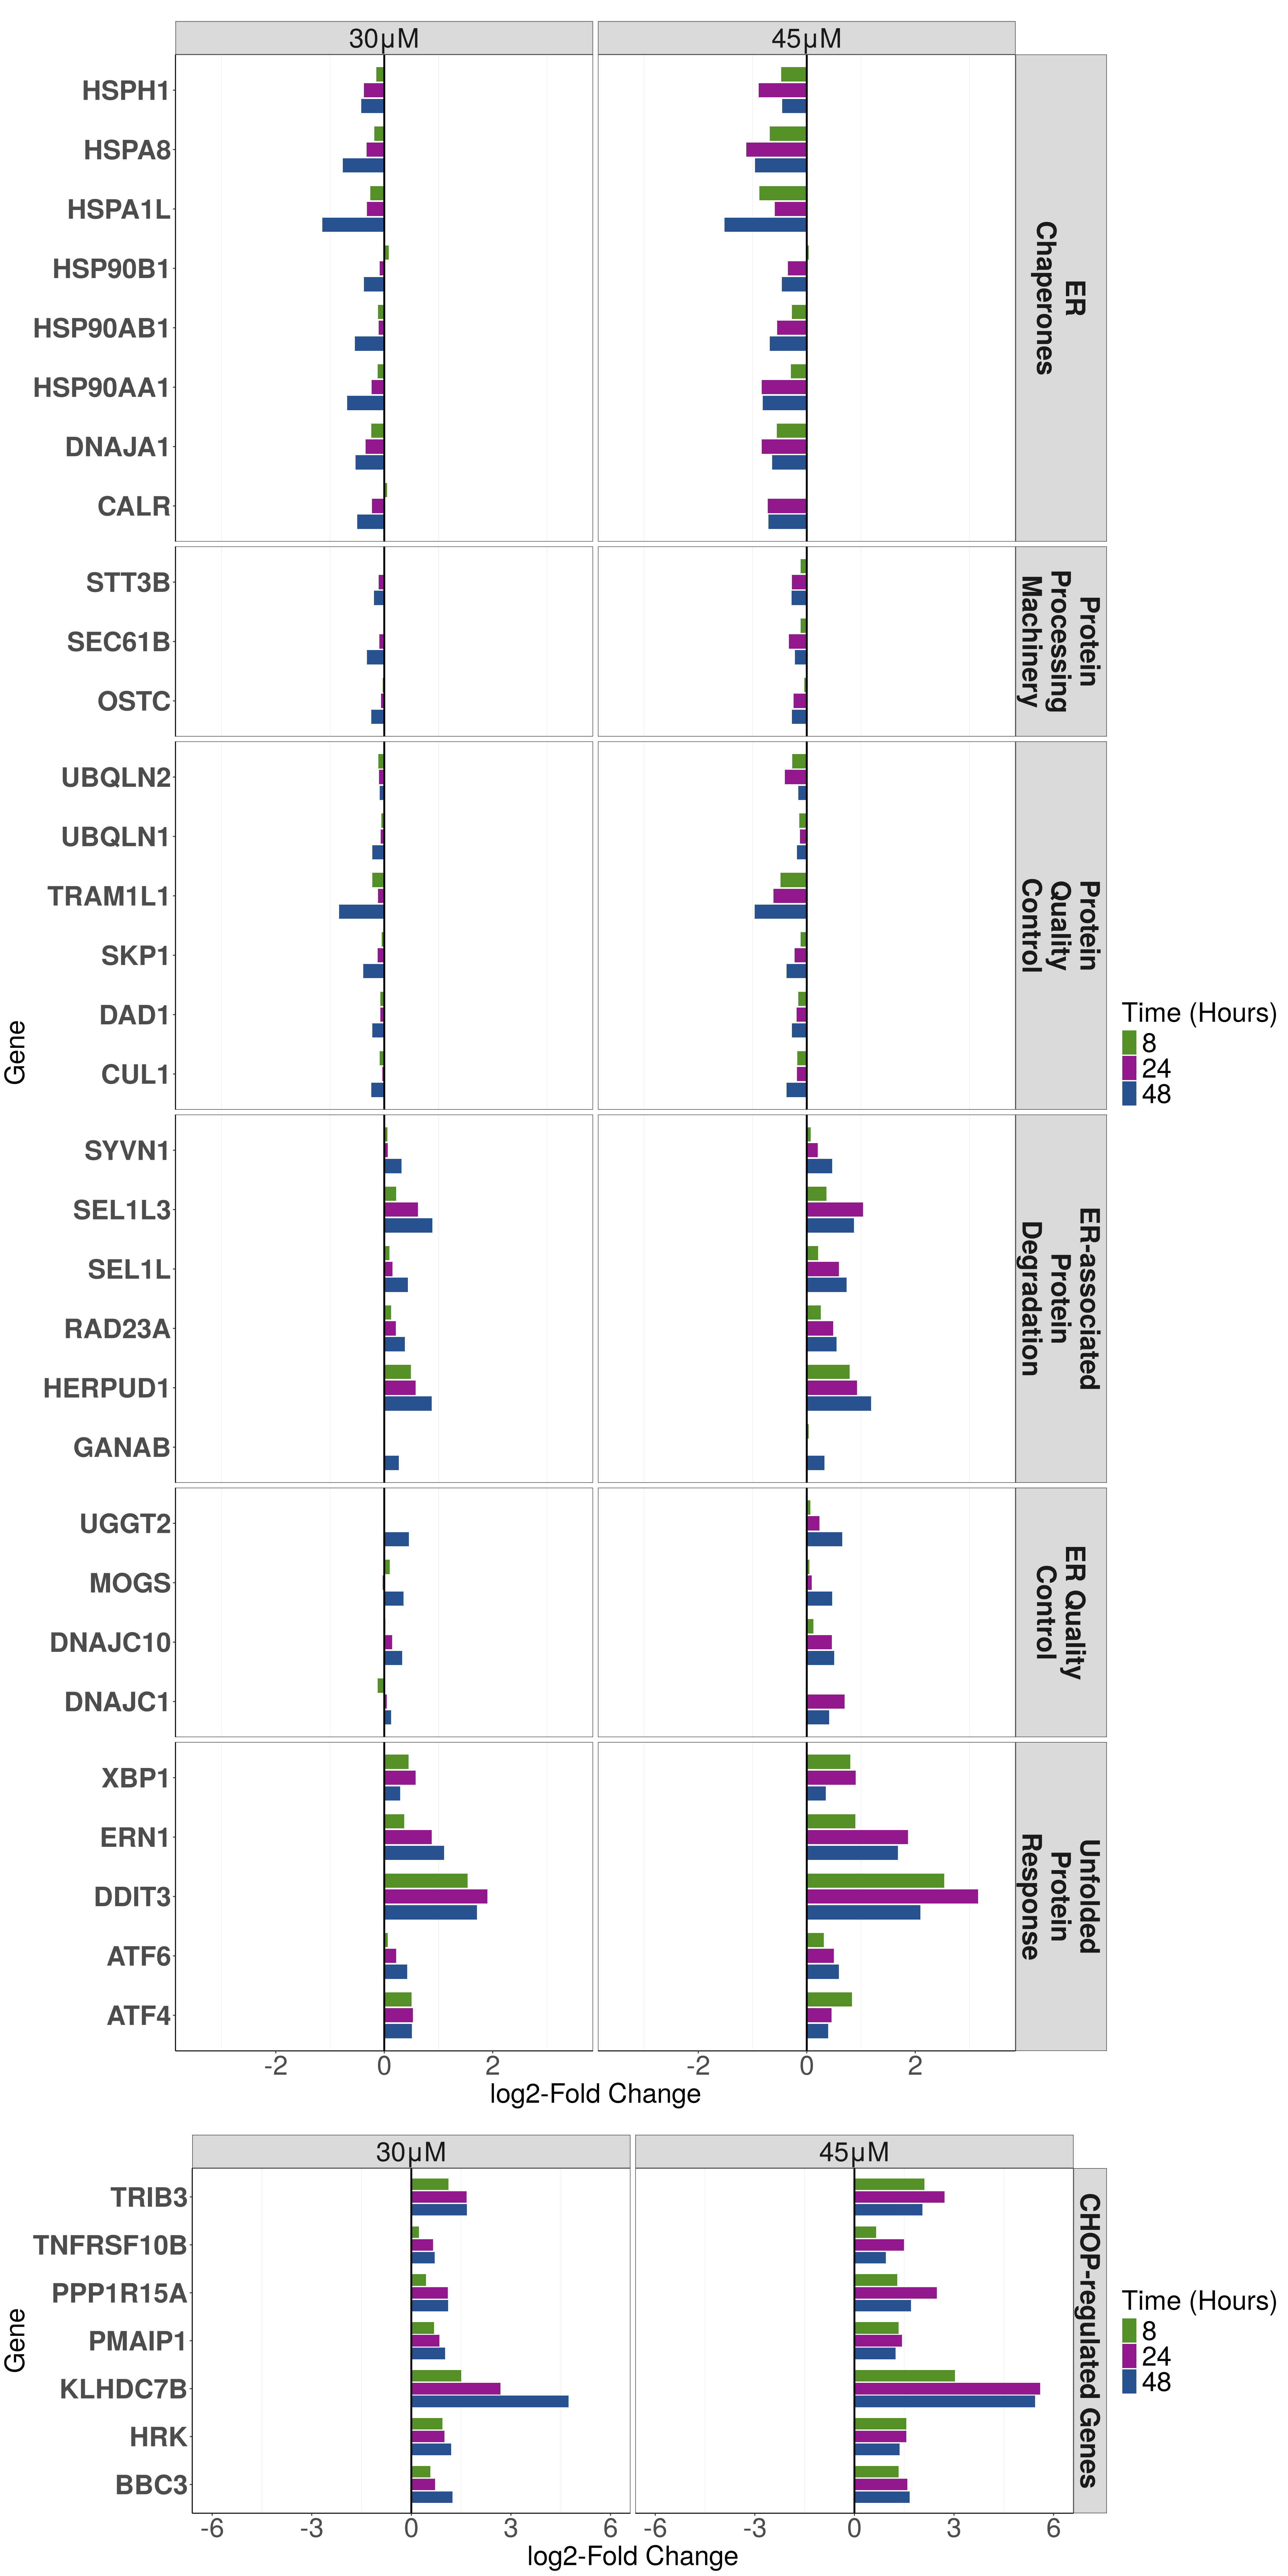 30µM
45µM
HSPH1
HSPA8
HSPA1L
HSP90B1
HSP90AB1
HSP90AA1
DNAJA1
CALR
ER
Chaperones
STT3B
SEC61B
OSTC
Protein
Processing
Machinery
UBQLN2
UBQLN1
TRAM1L1
SKP1
DAD1
CUL1
Protein
Quality
Control
SYVN1
SEL1L3
SEL1L
RAD23A
HERPUD1
GANAB
ER-associated
Protein
Degradation
UGGT2
MOGS
DNAJC10
DNAJC1
ER Quality
Control
XBP1
ERN1
DDIT3
ATF6
ATF4
Unfolded
Protein
Response
Gene
-2 0 2
-2 0 2
log2-Fold Change
Time (Hours)
8
24
48
30µM
45µM
TRIB3
TNFRSF10B
PPP1R15A
PMAIP1
KLHDC7B
HRK
BBC3
CHOP-regulated Genes
Gene
-6 -3 0 3 6
-6 -3 0 3 6
log2-Fold Change
Time (Hours)
8
24
48